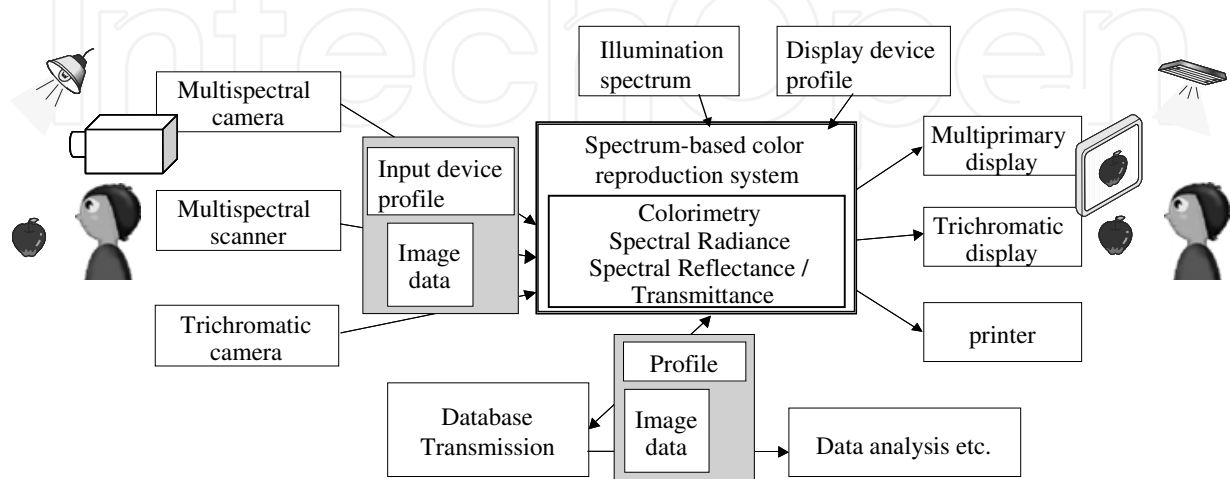 IntechOpen
Illumination
spectrum
Display device
profile
Multispectral
camera
Input device
profile
Spectrum-based color
reproduction system
Multiprimary
display
Multispectral
scanner
Image
data
Colorimetry
Spectral Radiance
Spectral Reflectance /
Transmittance
Trichromatic
display
Trichromatic
camera
printer
Profile
Database
Transmission
Image
data
Data analysis etc.